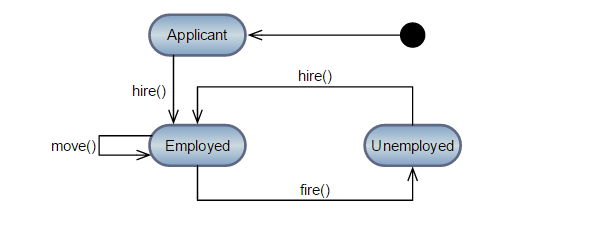 Applicant
hire()
hire()
move()
Employed
Unemployed
fire()